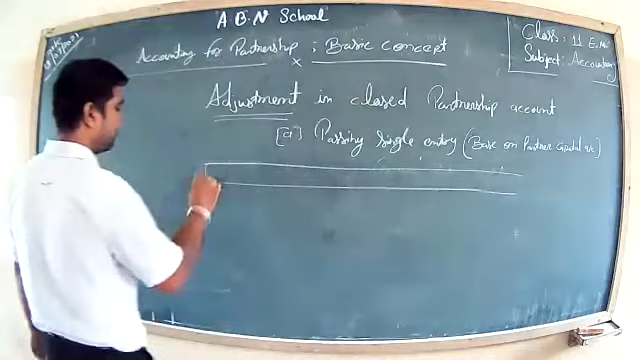 A B N School
Class: 11 E.M
Subject: Accountancy
Accounting for Partnership : Basic Concept
Adjustment in closed Partnership account
[a] Passing single entry (Base on Partner Capital a/c)